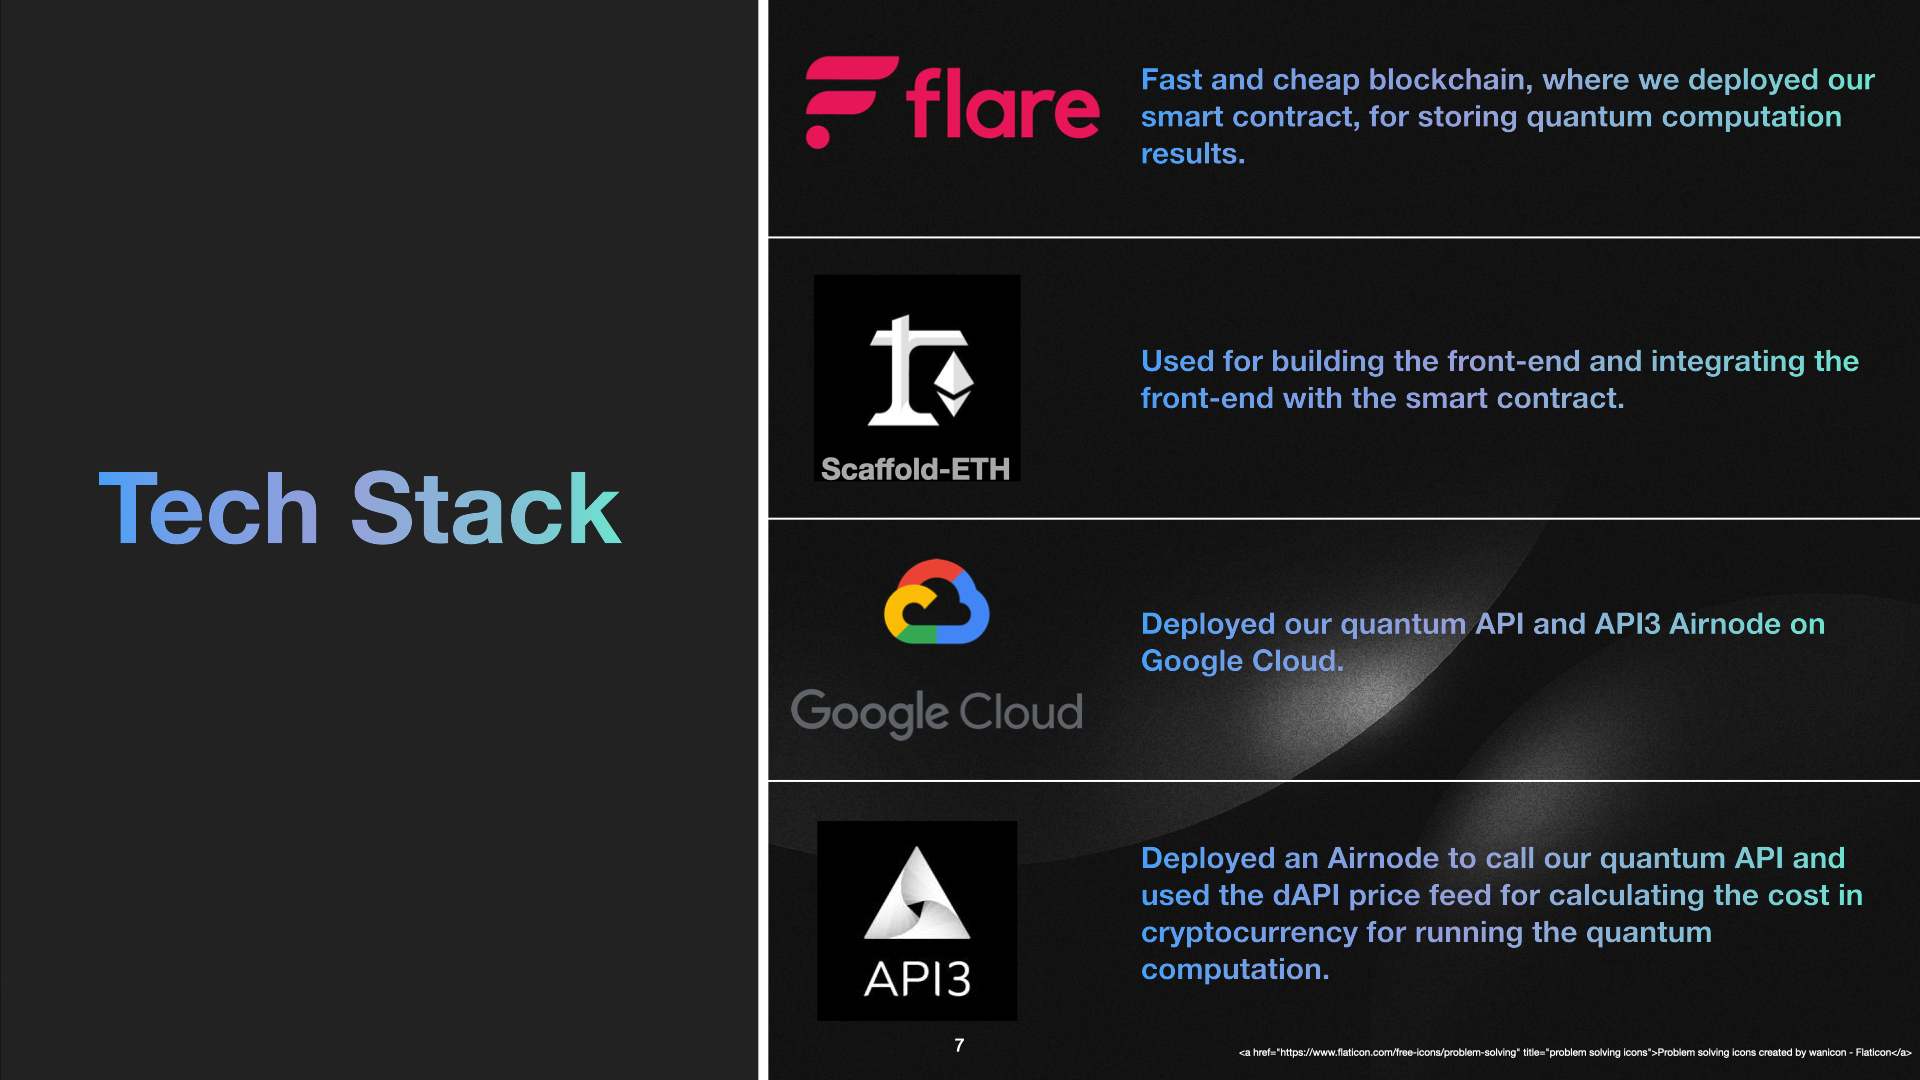 Tech Stack
flare
Fast and cheap blockchain, where we deployed our
smart contract, for storing quantum computation
results.
Scaffold-ETH
Used for building the front-end and integrating the
front-end with the smart contract.
Google Cloud
Deployed our quantum API and API3 Airnode on
Google Cloud.
API3
Deployed an Airnode to call our quantum API and
used the dAPI price feed for calculating the cost in
cryptocurrency for running the quantum
computation.
7
<a href="https://www.flaticon.com/free-icons/problem-solving" title="problem solving icons">Problem solving icons created by wanicon - Flaticon</a>